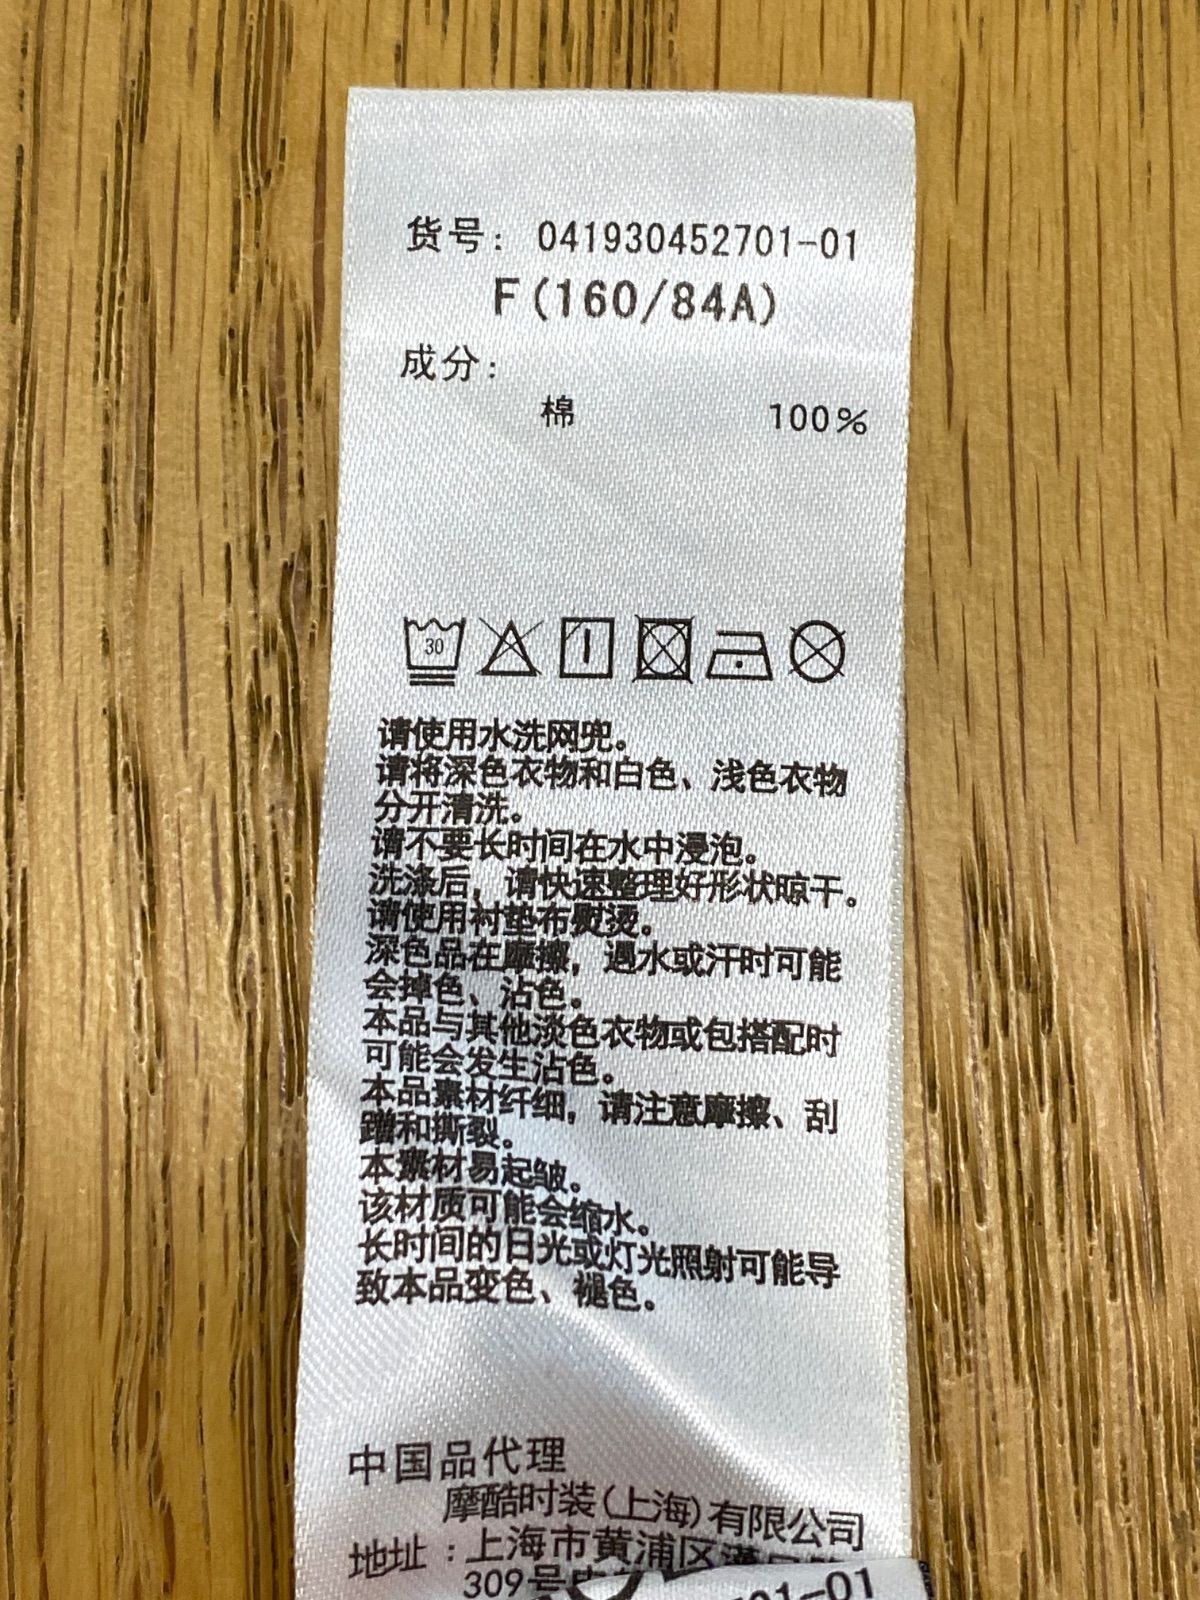 货号: 041930452701-01
F(160/84A)
成分:
棉 100%
30
请使用水洗网兜。
请将深色衣物和白色、浅色衣物
分开清洗。
请不要长时间在水中浸泡。
洗涤后，请快速整理好形状晾干。
请使用衬垫布熨烫。
深色品在摩擦，遇水或汗时可能
会掉色、沾色。
本品与其他淡色衣物或包搭配时
可能会发生沾色。
本品素材纤细，请注意摩擦、刮
蹭和撕裂。
本素材易起皱。
该材质可能会缩水。
长时间的日光或灯光照射可能导
致本品变色、褪色。
中国品代理
摩酷时装(上海)有限公司
地址:上海市黄浦区
309号
01-01